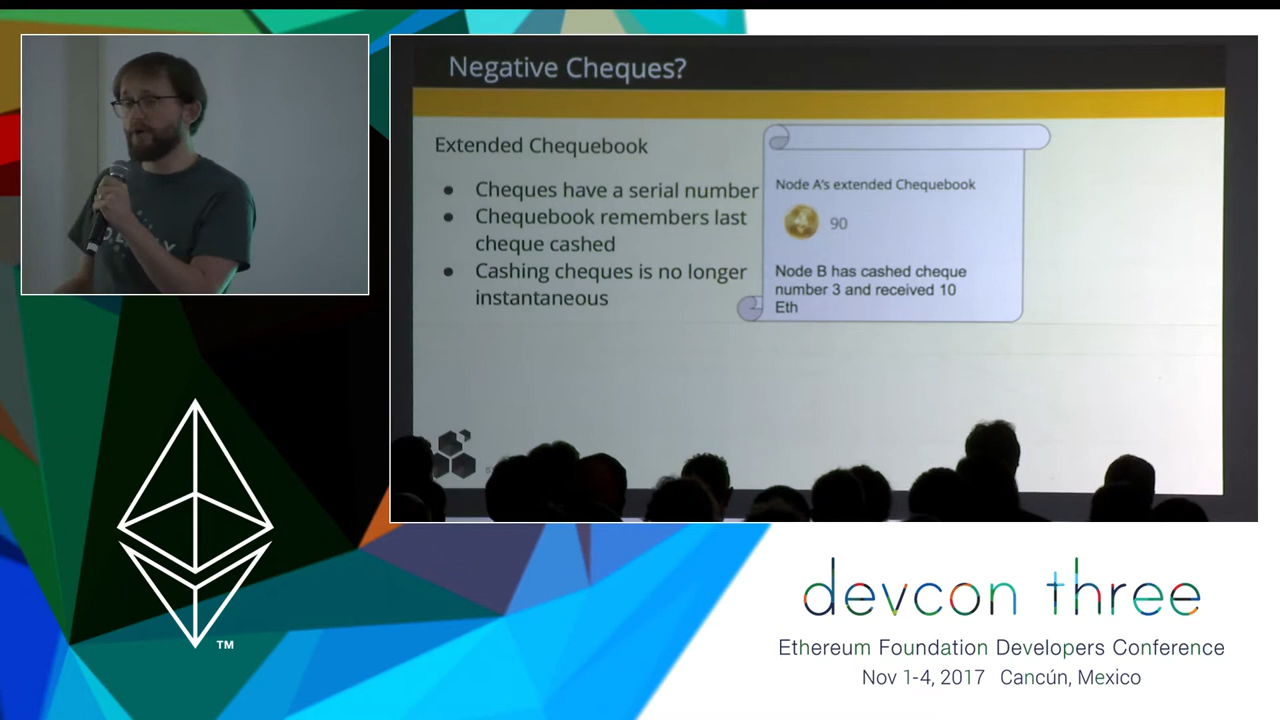 Negative Cheques?
Extended Chequebook
● Cheques have a serial number
● Chequebook remembers last
cheque cashed
● Cashing cheques is no longer
instantaneous
Node A's extended Chequebook
90
Node B has cashed cheque
number 3 and received 10
Eth
TM
devcon three
Ethereum Foundation Developers Conference
Nov 1-4, 2017 Cancún, Mexico